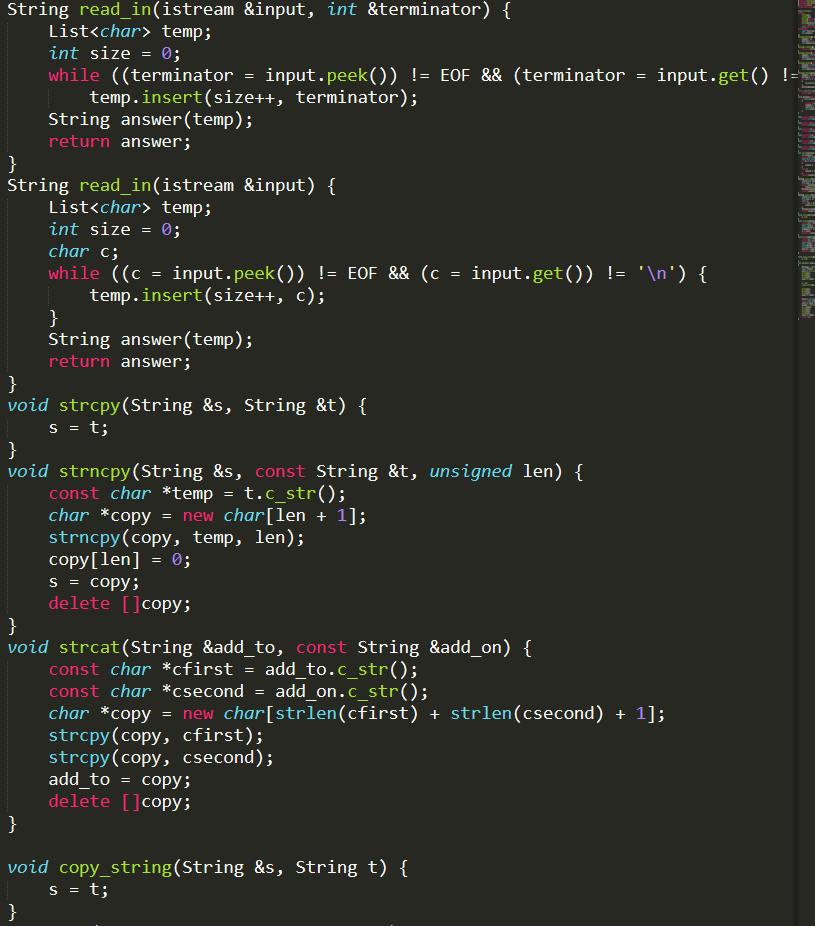 String read_in(istream &input, int &terminator) {
    List<char> temp;
    int size = 0;
    while ((terminator = input.peek()) != EOF && (terminator = input.get() !=
        temp.insert(size++, terminator);
    String answer(temp);
    return answer;
}
String read_in(istream &input) {
    List<char> temp;
    int size = 0;
    char c;
    while ((c = input.peek()) != EOF && (c = input.get()) != '\n') {
        temp.insert(size++, c);
    }
    String answer(temp);
    return answer;
}
void strcpy(String &s, String &t) {
    s = t;
}
void strncpy(String &s, const String &t, unsigned len) {
    const char *temp = t.c_str();
    char *copy = new char[len + 1];
    strncpy(copy, temp, len);
    copy[len] = 0;
    s = copy;
    delete []copy;
}
void strcat(String &add_to, const String &add_on) {
    const char *cfirst = add_to.c_str();
    const char *csecond = add_on.c_str();
    char *copy = new char[strlen(cfirst) + strlen(csecond) + 1];
    strcpy(copy, cfirst);
    strcpy(copy, csecond);
    add_to = copy;
    delete []copy;
}

void copy_string(String &s, String t) {
    s = t;
}